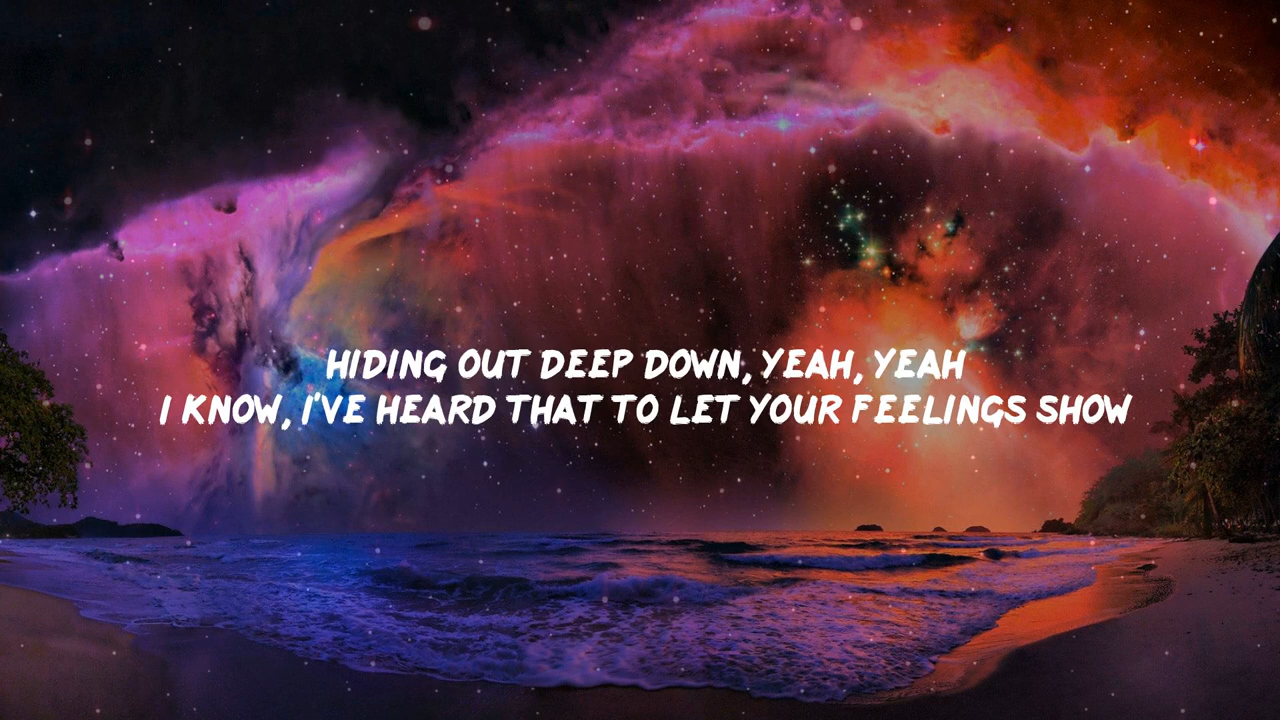 HIDING OUT DEEP DOWN, YEAH, YEAH
I KNOW, I'VE HEARD THAT TO LET YOUR FEELINGS SHOW